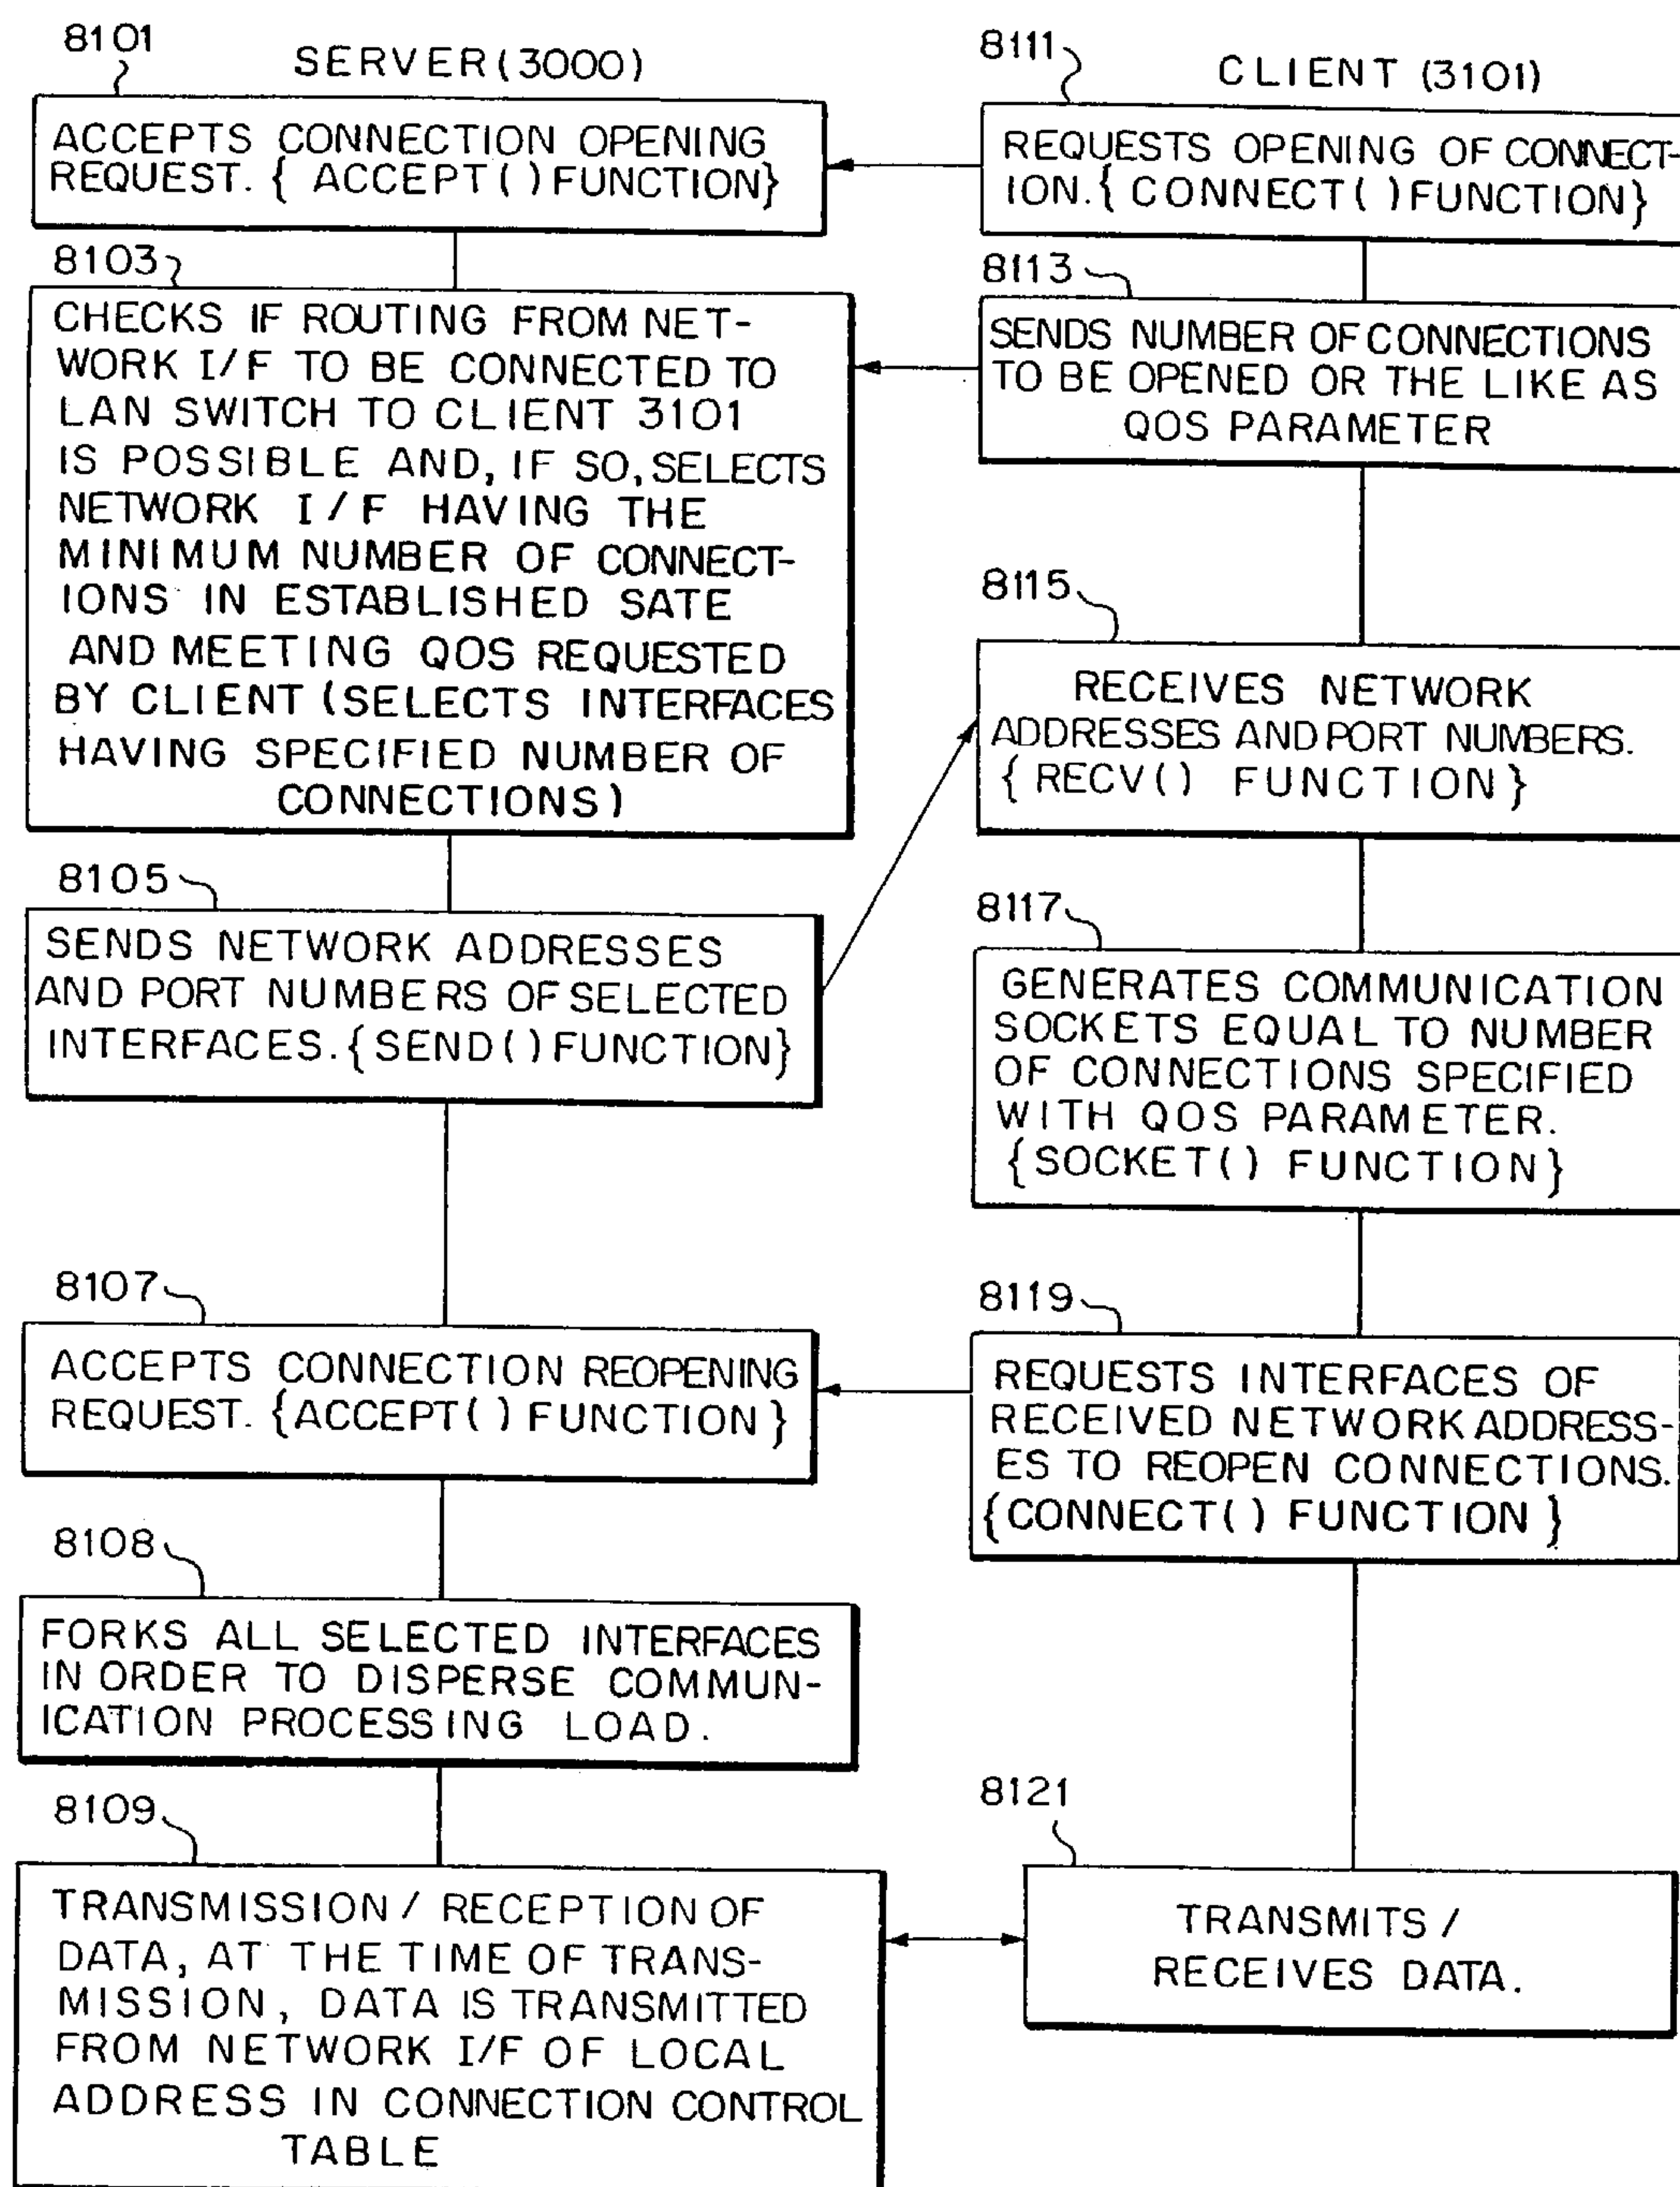 8101
SERVER(3000)
ACCEPTS CONNECTION OPENING
REQUEST. { ACCEPT( ) FUNCTION}
8103
CHECKS IF ROUTING FROM NET-
WORK I/F TO BE CONNECTED TO
LAN SWITCH TO CLIENT 3101
IS POSSIBLE AND, IF SO, SELECTS
NETWORK I/F HAVING THE
MINIMUM NUMBER OF CONNECT-
IONS IN ESTABLISHED SATE
AND MEETING QOS REQUESTED
BY CLIENT (SELECTS INTERFACES
HAVING SPECIFIED NUMBER OF
CONNECTIONS)
8105
SENDS NETWORK ADDRESSES
AND PORT NUMBERS OF SELECTED
INTERFACES. {SEND() FUNCTION}
8107
ACCEPTS CONNECTION REOPENING
REQUEST. {ACCEPT( ) FUNCTION }
8108
FORKS ALL SELECTED INTERFACES
IN ORDER TO DISPERSE COMMUN-
ICATION PROCESSING LOAD.
8109
TRANSMISSION / RECEPTION OF
DATA, AT THE TIME OF TRANS-
MISSION, DATA IS TRANSMITTED
FROM NETWORK I/F OF LOCAL
ADDRESS IN CONNECTION CONTROL
TABLE
8111
CLIENT (3101)
REQUESTS OPENING OF CONNECT-
ION. { CONNECT( ) FUNCTION}
8113
SENDS NUMBER OF CONNECTIONS
TO BE OPENED OR THE LIKE AS
QOS PARAMETER
8115
RECEIVES NETWORK
ADDRESSES AND PORT NUMBERS.
{ RECV() FUNCTION }
8117
GENERATES COMMUNICATION
SOCKETS EQUAL TO NUMBER
OF CONNECTIONS SPECIFIED
WITH QOS PARAMETER.
{SOCKET() FUNCTION}
8119
REQUESTS INTERFACES OF
RECEIVED NETWORK ADDRESS-
ES TO REOPEN CONNECTIONS.
{CONNECT( ) FUNCTION }
8121
TRANSMITS /
RECEIVES DATA.